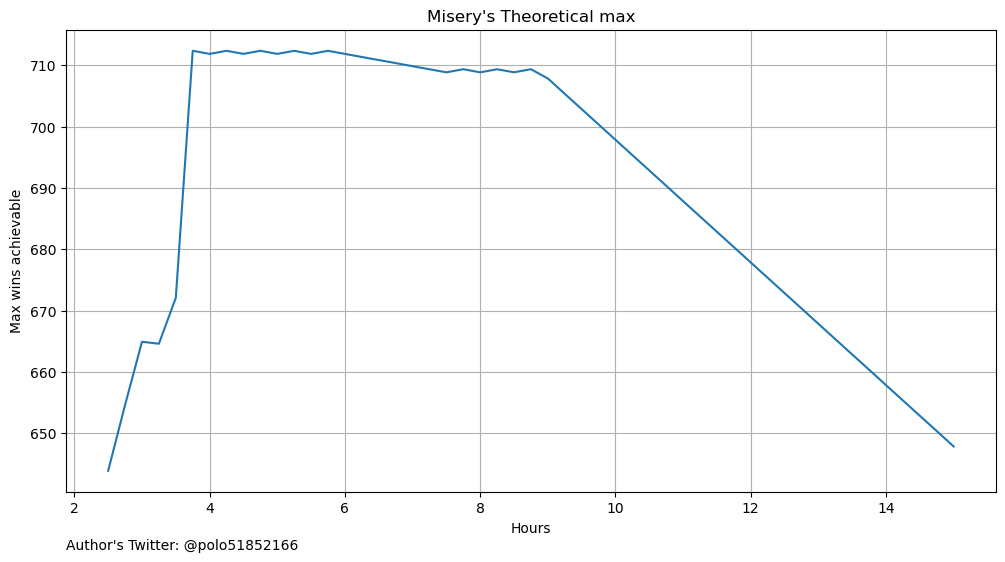 Misery's Theoretical max
Max wins achievable
710
700
690
680
670
660
650
2 4 6 8 10 12 14
Hours
Author's Twitter: @polo51852166